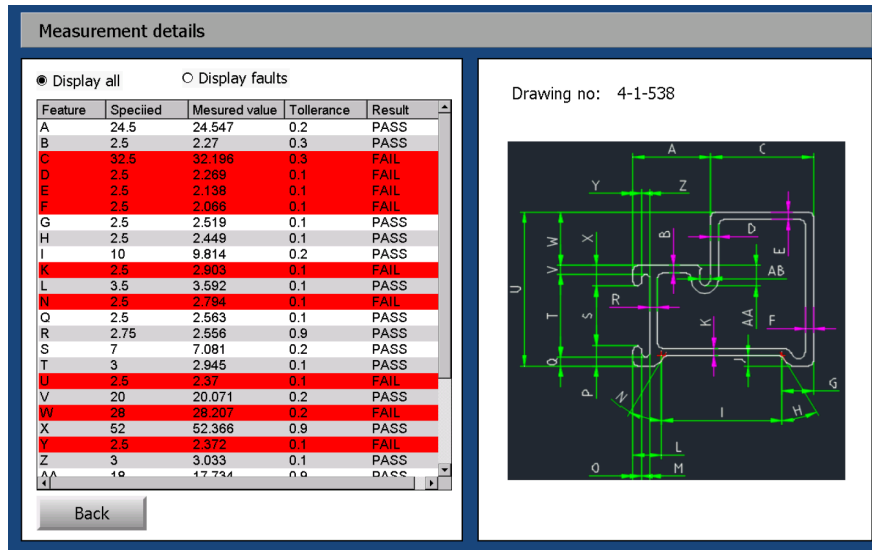 Measurement details
Display all Display faults
Feature Speciied Mesured value Tollerance Result
A 24.5 24.547 0.2 PASS
B 2.5 2.27 0.3 PASS
C 32.5 32.196 0.3 FAIL
D 2.5 2.269 0.1 FAIL
E 2.5 2.138 0.1 FAIL
F 2.5 2.066 0.1 FAIL
G 2.5 2.519 0.1 PASS
H 2.5 2.449 0.1 PASS
I 10 9.814 0.2 PASS
K 2.5 2.903 0.1 FAIL
L 3.5 3.592 0.1 PASS
N 2.5 2.794 0.1 FAIL
Q 2.5 2.563 0.1 PASS
R 2.75 2.556 0.9 PASS
S 7 7.081 0.2 PASS
T 3 2.945 0.1 PASS
U 2.5 2.37 0.1 FAIL
V 20 20.071 0.2 PASS
W 28 28.207 0.2 FAIL
X 52 52.366 0.9 PASS
Y 2.5 2.372 0.1 FAIL
Z 3 3.033 0.1 PASS
AA 18 17.734 0.9 PASS
Back
Drawing no: 4-1-538
A C
Y Z
W X B D E
V AB
U
R
T S K AA F
Q J
G
P N I H
L
O M